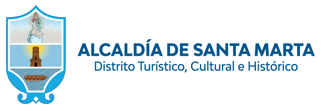 ALCALDÍA DE SANTA MARTA
Distrito Turístico, Cultural e Histórico